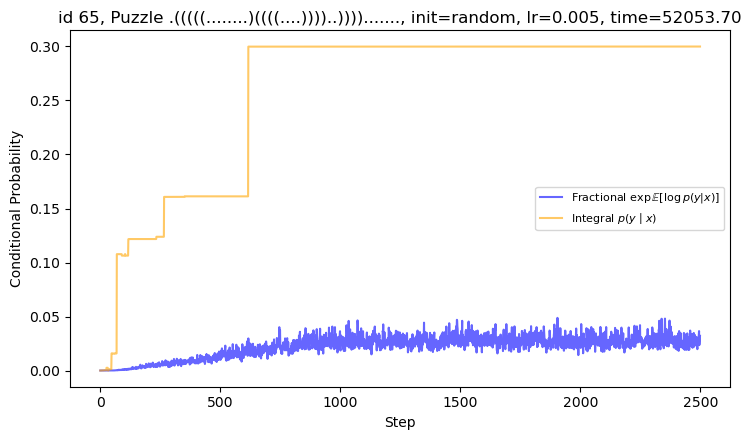 id 65, Puzzle .(((((........)((((....))))..))))......., init=random, lr=0.005, time=52053.70
0.30
0.25
0.20
0.15
0.10
0.05
0.00
Conditional Probability
Fractional exp𝔼[log p(y|x)]
Integral p(y | x)
0
500
1000
1500
2000
2500
Step